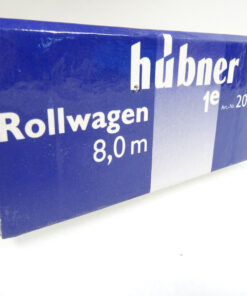 hübner
1e
Rollwagen
Art.-Nr. 20
8,0 m